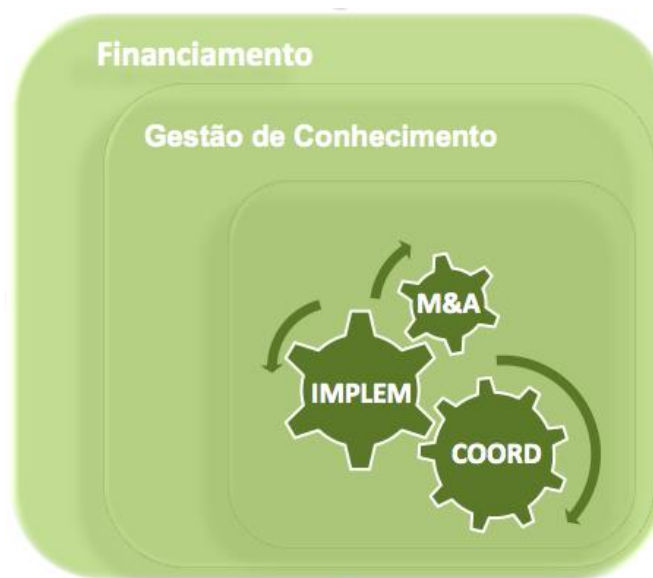 Financiamento
Gestão de Conhecimento
M&A
IMPLEM
COORD